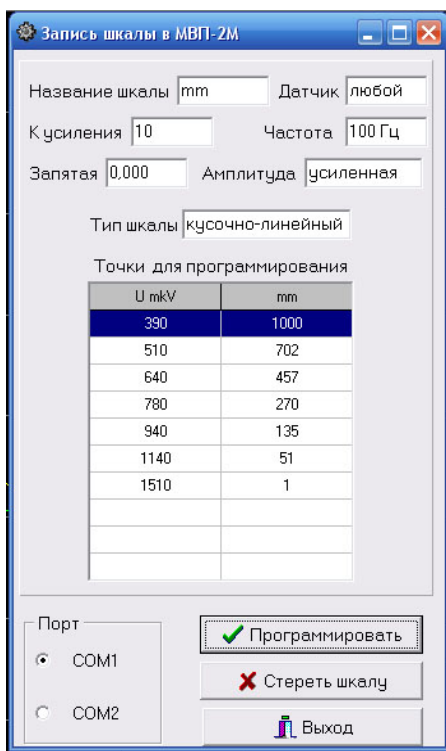 Запись шкалы в МВП-2М
Название шкалы mm Датчик любой
К усиления 10 Частота 100 Гц
Запятая 0,000 Амплитуда усиленная
Тип шкалы кусочно-линейный
Точки для программирования
U mkV mm
390 1000
510 702
640 457
780 270
940 135
1140 51
1510 1
Порт
COM1
COM2
Программировать
Стереть шкалу
Выход